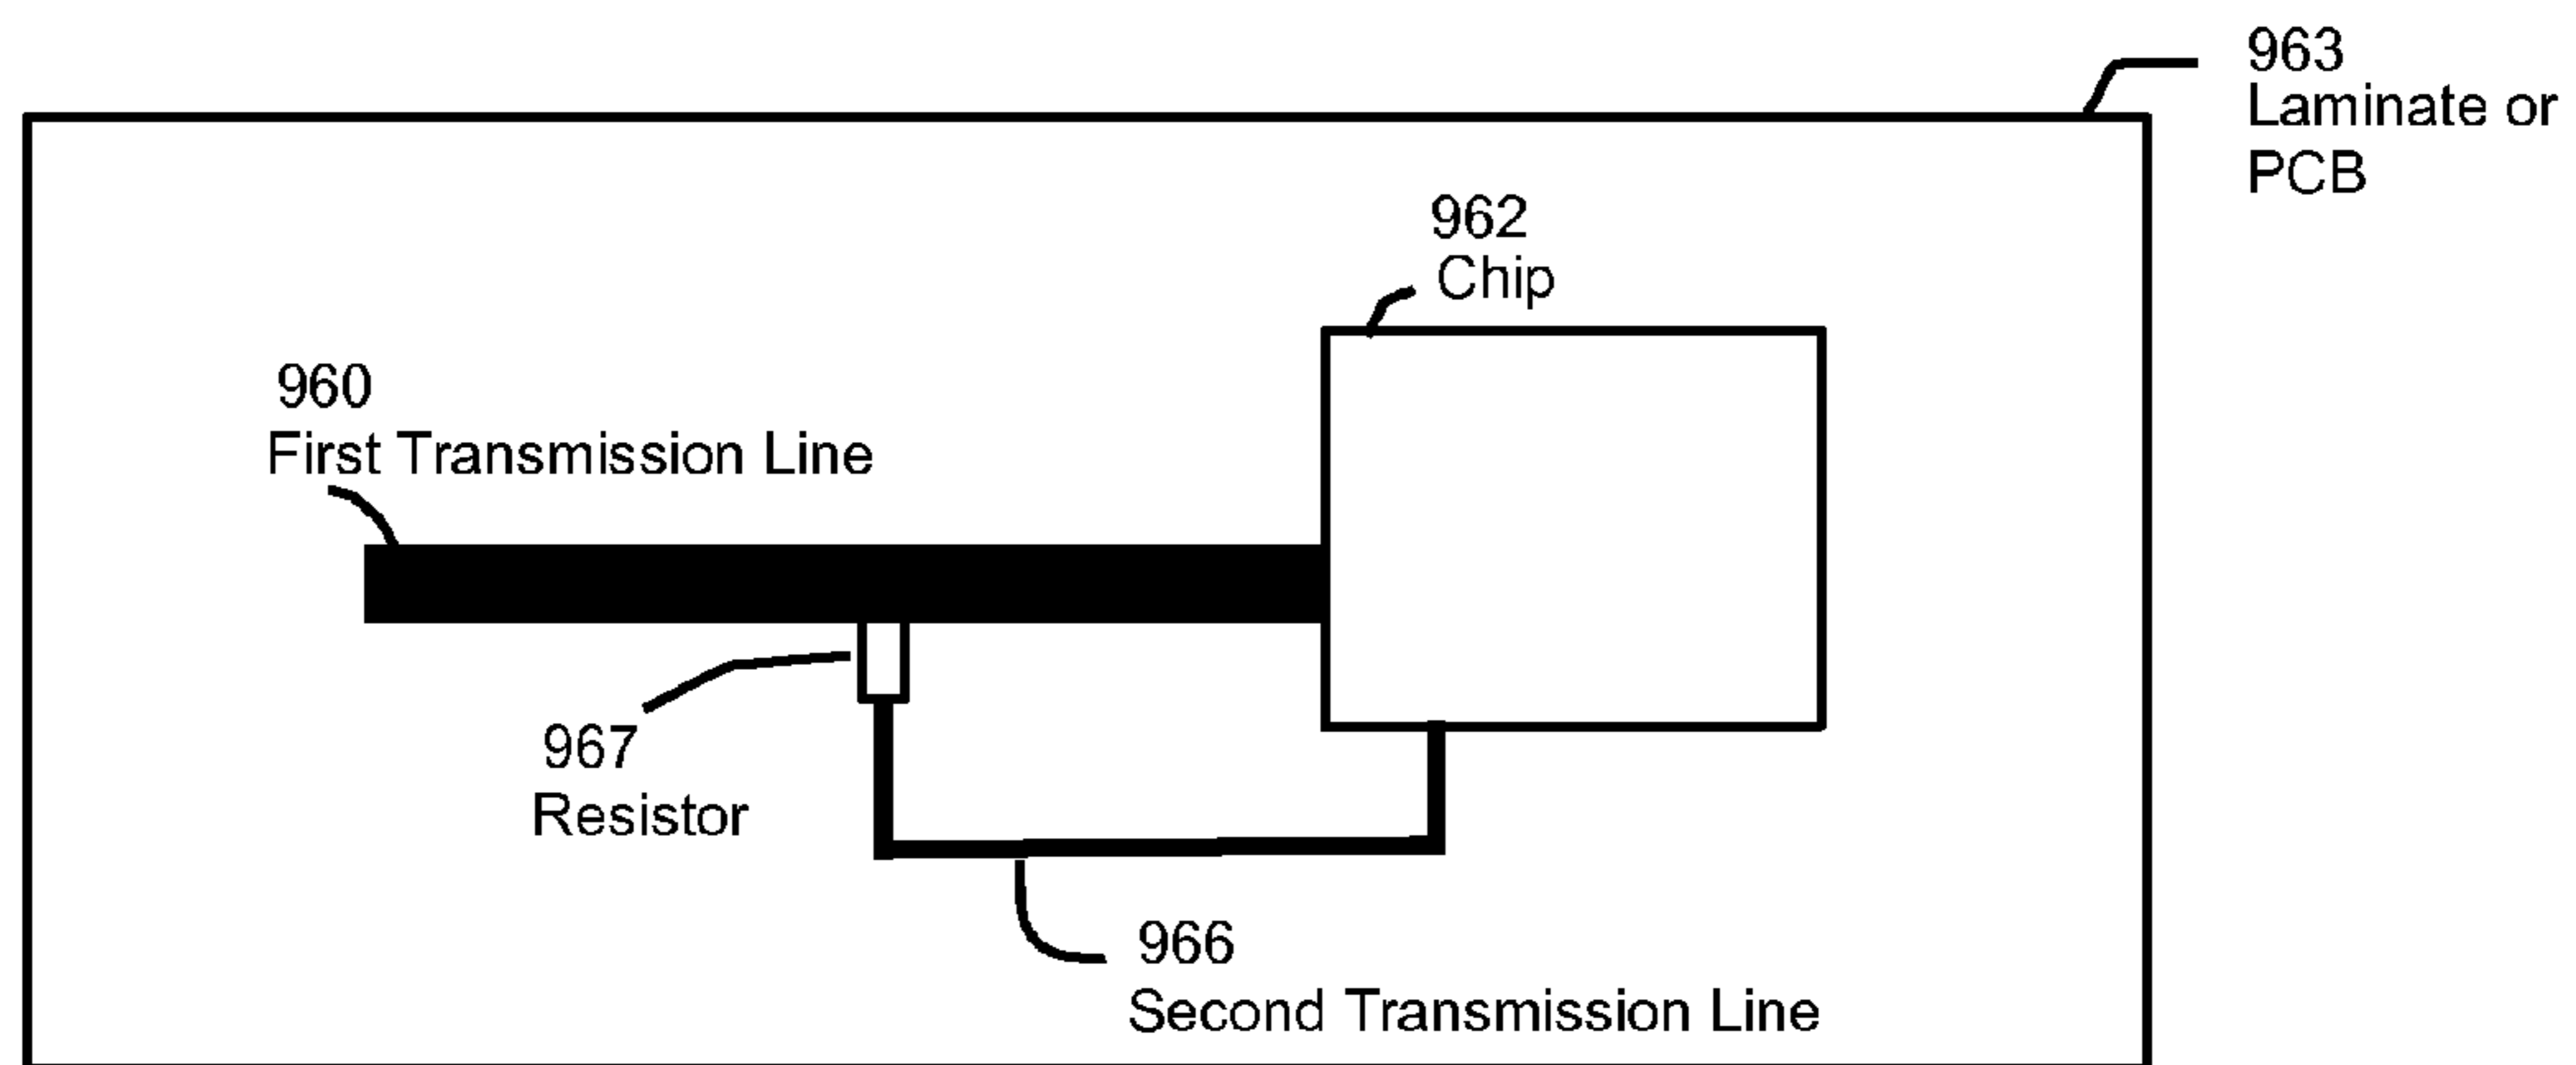 963
Laminate or
PCB
962
Chip
960
First Transmission Line
967
Resistor
966
Second Transmission Line